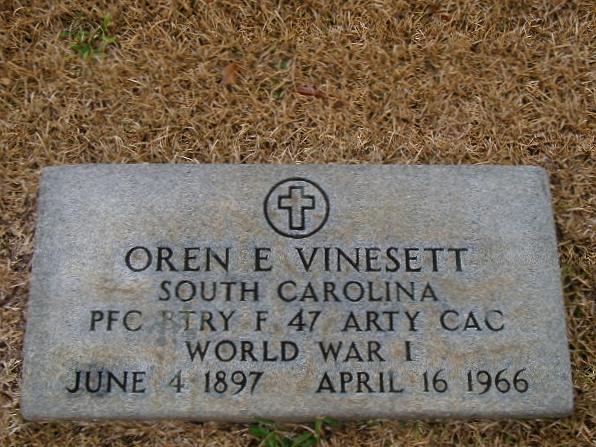 OREN E VINESETT
SOUTH CAROLINA
PFC BTRY F 47 ARTY CAC
WORLD WAR I
JUNE 4 1897 APRIL 16 1966